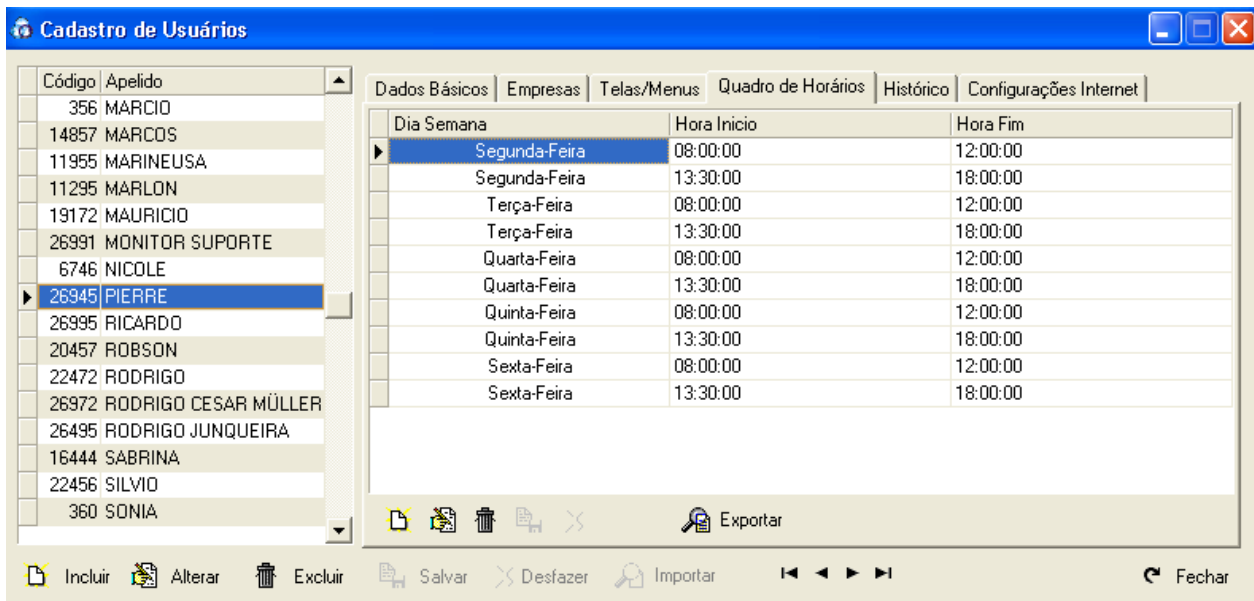 Cadastro de Usuários
Código Apelido
356 MARCIO
14857 MARCOS
11955 MARINEUSA
11295 MARLON
19172 MAURICIO
26991 MONITOR SUPORTE
6746 NICOLE
26945 PIERRE
26995 RICARDO
20457 ROBSON
22472 RODRIGO
26972 RODRIGO CESAR MÜLLER
26495 RODRIGO JUNQUEIRA
16444 SABRINA
22456 SILVIO
360 SONIA
Dados Básicos Empresas Telas/Menus Quadro de Horários Histórico Configurações Internet
Dia Semana Hora Inicio Hora Fim
Segunda-Feira 08:00:00 12:00:00
Segunda-Feira 13:30:00 18:00:00
Terça-Feira 08:00:00 12:00:00
Terça-Feira 13:30:00 18:00:00
Quarta-Feira 08:00:00 12:00:00
Quarta-Feira 13:30:00 18:00:00
Quinta-Feira 08:00:00 12:00:00
Quinta-Feira 13:30:00 18:00:00
Sexta-Feira 08:00:00 12:00:00
Sexta-Feira 13:30:00 18:00:00
Exportar
Incluir Alterar Excluir Salvar Desfazer Importar Fechar